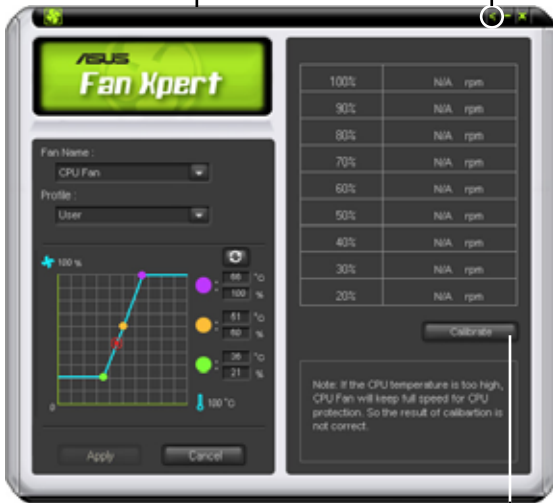 ASUS
Fan Xpert
Fan Name :
CPU Fan
Profile :
User
100 %
66 °C
100 %
51 °C
60 %
36 °C
21 %
0
100 °C
Apply
Cancel
100% N/A rpm
90% N/A rpm
80% N/A rpm
70% N/A rpm
60% N/A rpm
50% N/A rpm
40% N/A rpm
30% N/A rpm
20% N/A rpm
Calibrate
Note: If the CPU temperature is too high,
CPU Fan will keep full speed for CPU
protection. So the result of calibartion is
not correct.